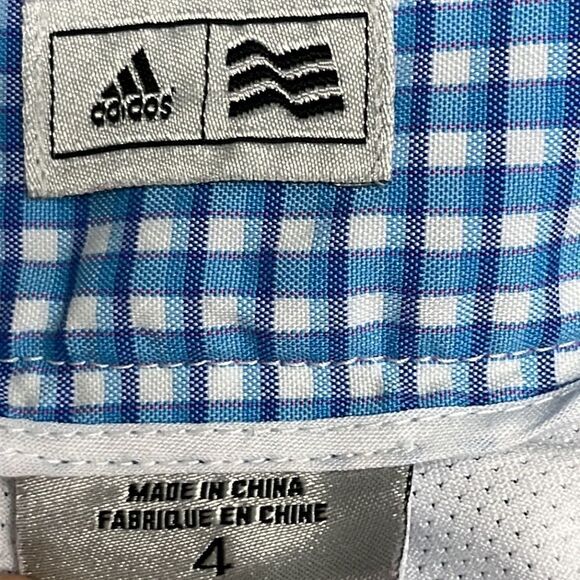 adidas
MADE IN CHINA
FABRIQUE EN CHINE
4